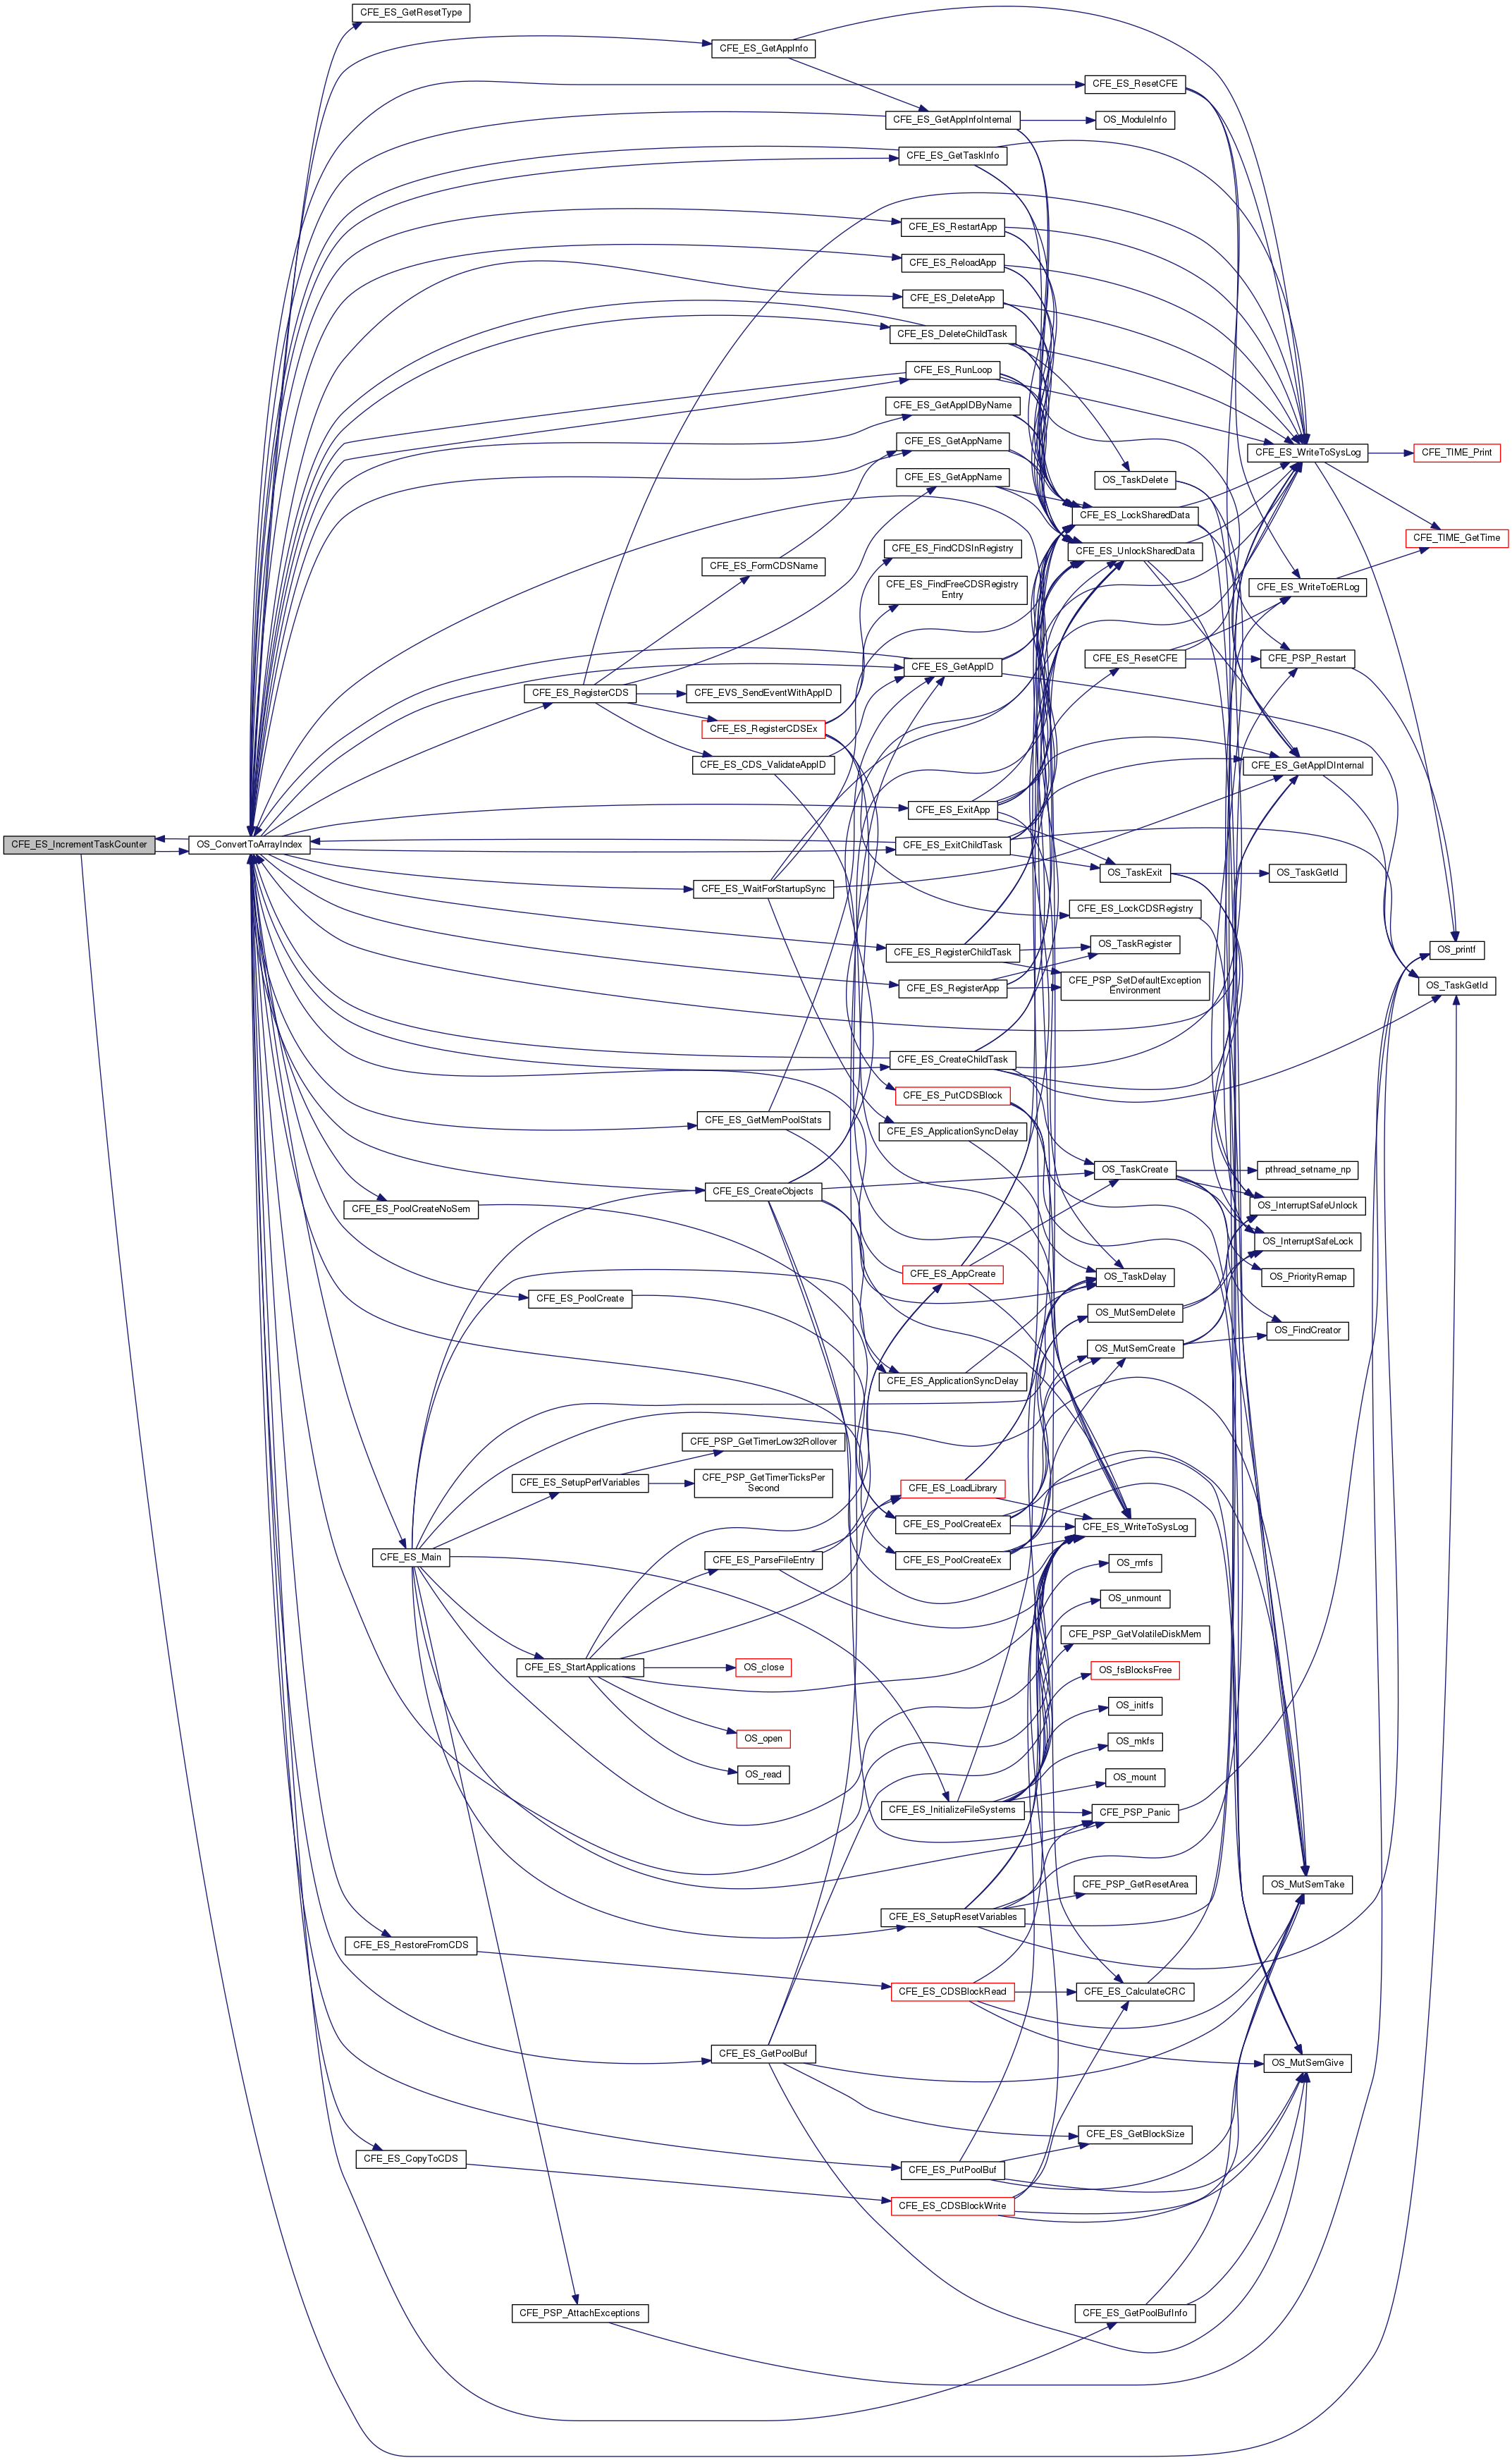 CFE_ES_GetResetType
CFE_ES_GetAppInfo
CFE_ES_ResetCFE
CFE_ES_GetAppInfoInternal
OS_ModuleInfo
CFE_ES_GetTaskInfo
CFE_ES_RestartApp
CFE_ES_ReloadApp
CFE_ES_DeleteApp
CFE_ES_DeleteChildTask
CFE_ES_RunLoop
CFE_ES_GetAppIDByName
CFE_ES_GetAppName
CFE_ES_WriteToSysLog
CFE_TIME_Print
CFE_ES_GetAppName
OS_TaskDelete
CFE_ES_LockSharedData
CFE_TIME_GetTime
CFE_ES_FindCDSInRegistry
CFE_ES_UnlockSharedData
CFE_ES_FormCDSName
CFE_ES_FindFreeCDSRegistry
Entry
CFE_ES_WriteToERLog
CFE_ES_GetAppID
CFE_ES_ResetCFE
CFE_PSP_Restart
CFE_ES_RegisterCDS
CFE_EVS_SendEventWithAppID
CFE_ES_RegisterCDSEx
CFE_ES_CDS_ValidateAppID
CFE_ES_GetAppIDInternal
CFE_ES_ExitApp
CFE_ES_IncrementTaskCounter
OS_ConvertToArrayIndex
CFE_ES_ExitChildTask
OS_TaskExit
OS_TaskGetId
CFE_ES_WaitForStartupSync
CFE_ES_LockCDSRegistry
CFE_ES_RegisterChildTask
OS_TaskRegister
OS_printf
CFE_ES_RegisterApp
CFE_PSP_SetDefaultException
Environment
OS_TaskGetId
CFE_ES_CreateChildTask
CFE_ES_PutCDSBlock
CFE_ES_GetMemPoolStats
CFE_ES_ApplicationSyncDelay
OS_TaskCreate
pthread_setname_np
CFE_ES_CreateObjects
CFE_ES_PoolCreateNoSem
OS_InterruptSafeUnlock
OS_InterruptSafeLock
CFE_ES_AppCreate
OS_TaskDelay
OS_PriorityRemap
CFE_ES_PoolCreate
OS_MutSemDelete
OS_FindCreator
OS_MutSemCreate
CFE_ES_ApplicationSyncDelay
CFE_PSP_GetTimerLow32Rollover
CFE_ES_SetupPerfVariables
CFE_PSP_GetTimerTicksPer
Second
CFE_ES_LoadLibrary
CFE_ES_PoolCreateEx
CFE_ES_WriteToSysLog
CFE_ES_Main
CFE_ES_ParseFileEntry
CFE_ES_PoolCreateEx
OS_rmfs
OS_unmount
CFE_PSP_GetVolatileDiskMem
CFE_ES_StartApplications
OS_close
OS_fsBlocksFree
OS_initfs
OS_open
OS_mkfs
OS_read
OS_mount
CFE_ES_InitializeFileSystems
CFE_PSP_Panic
CFE_PSP_GetResetArea
OS_MutSemTake
CFE_ES_SetupResetVariables
CFE_ES_RestoreFromCDS
CFE_ES_CDSBlockRead
CFE_ES_CalculateCRC
CFE_ES_GetPoolBuf
OS_MutSemGive
CFE_ES_GetBlockSize
CFE_ES_CopyToCDS
CFE_ES_PutPoolBuf
CFE_ES_CDSBlockWrite
CFE_PSP_AttachExceptions
CFE_ES_GetPoolBufInfo